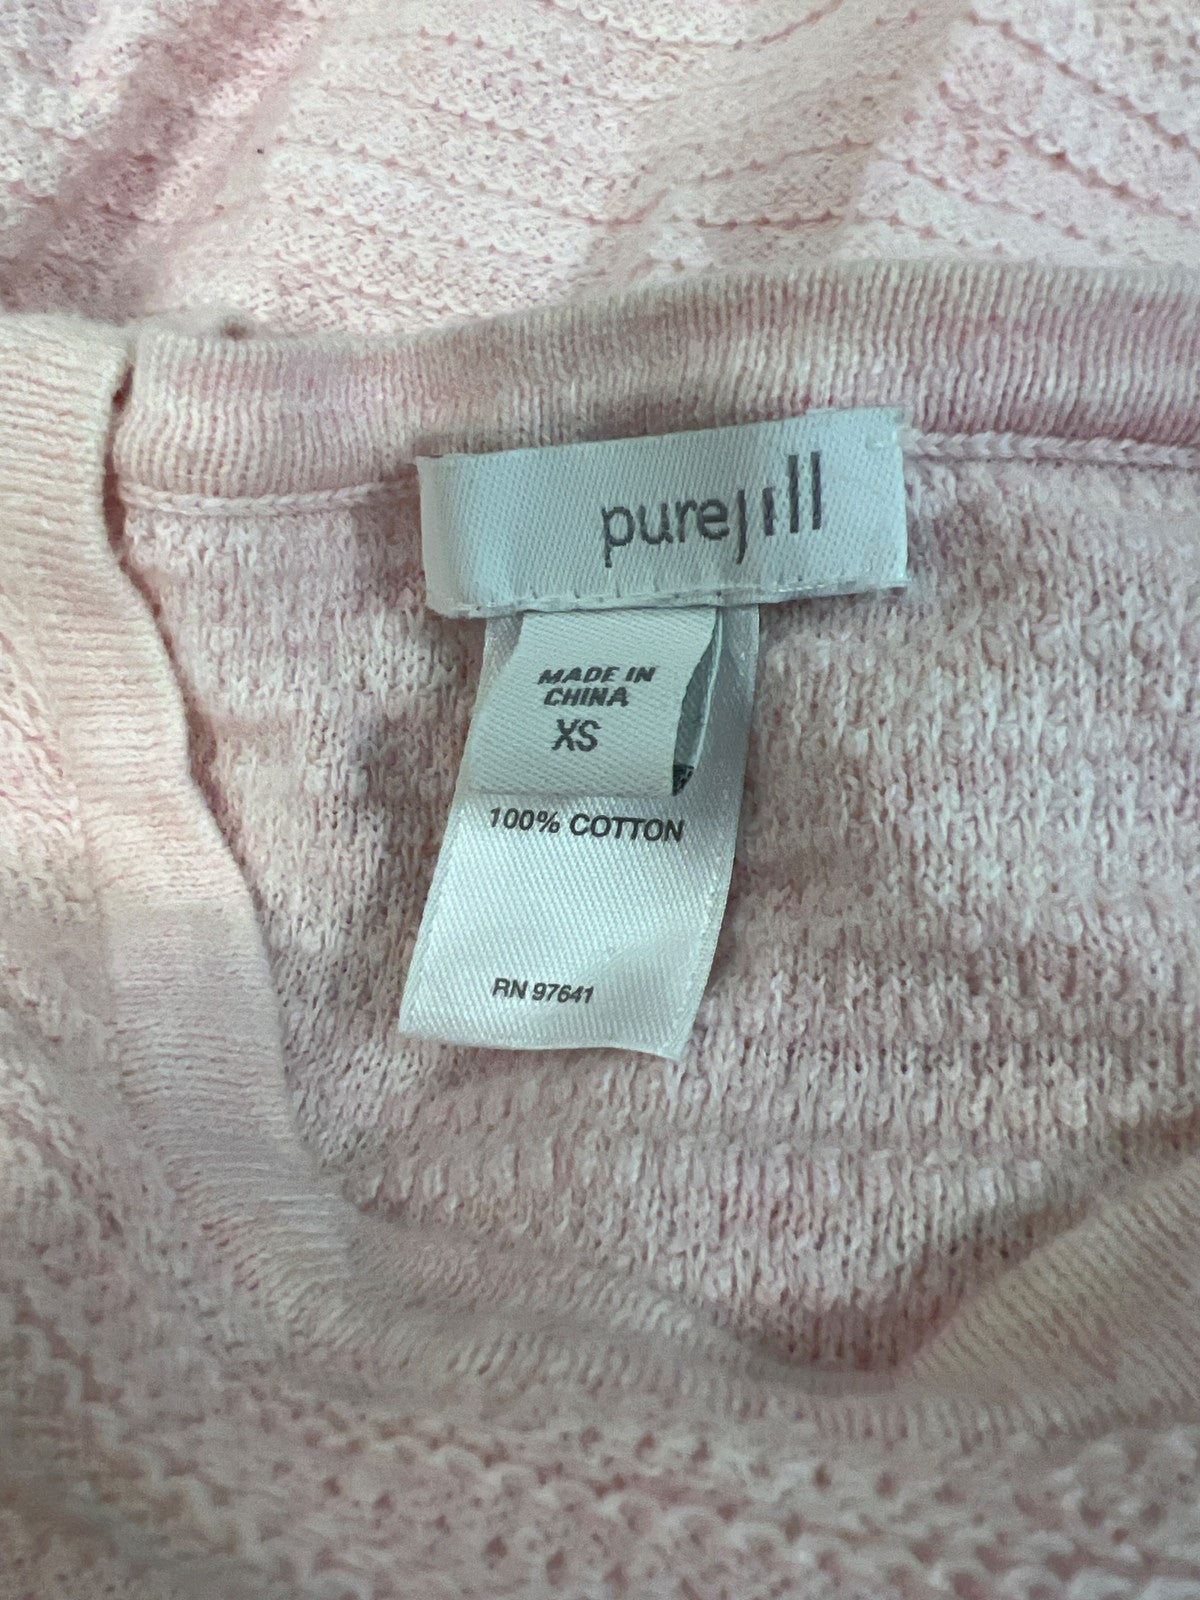 purejill
MADE IN
CHINA
XS
100% COTTON
RN 97641